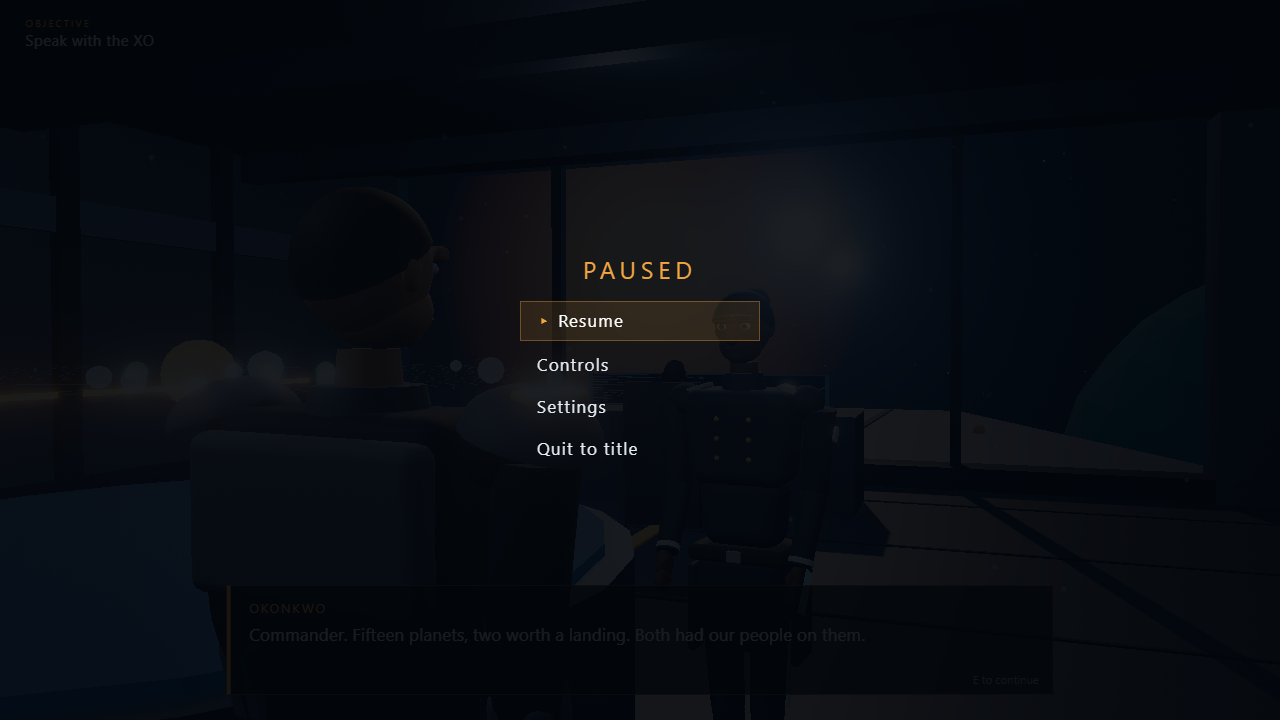 OBJECTIVE
Speak with the XO
PAUSED
Resume
Controls
Settings
Quit to title
OKONKWO
Commander. Fifteen planets, two worth a landing. Both had our people on them.
E to continue